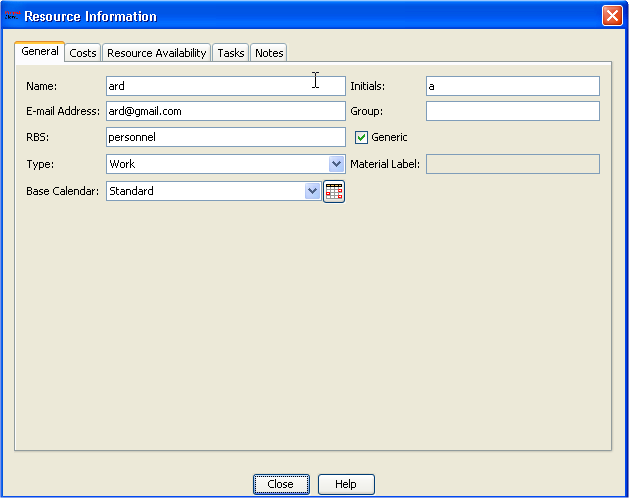 Resource Information
General Costs Resource Availability Tasks Notes
Name: ard Initials: a
E-mail Address: ard@gmail.com Group:
RBS: personnel Generic
Type: Work Material Label:
Base Calendar: Standard
Close Help